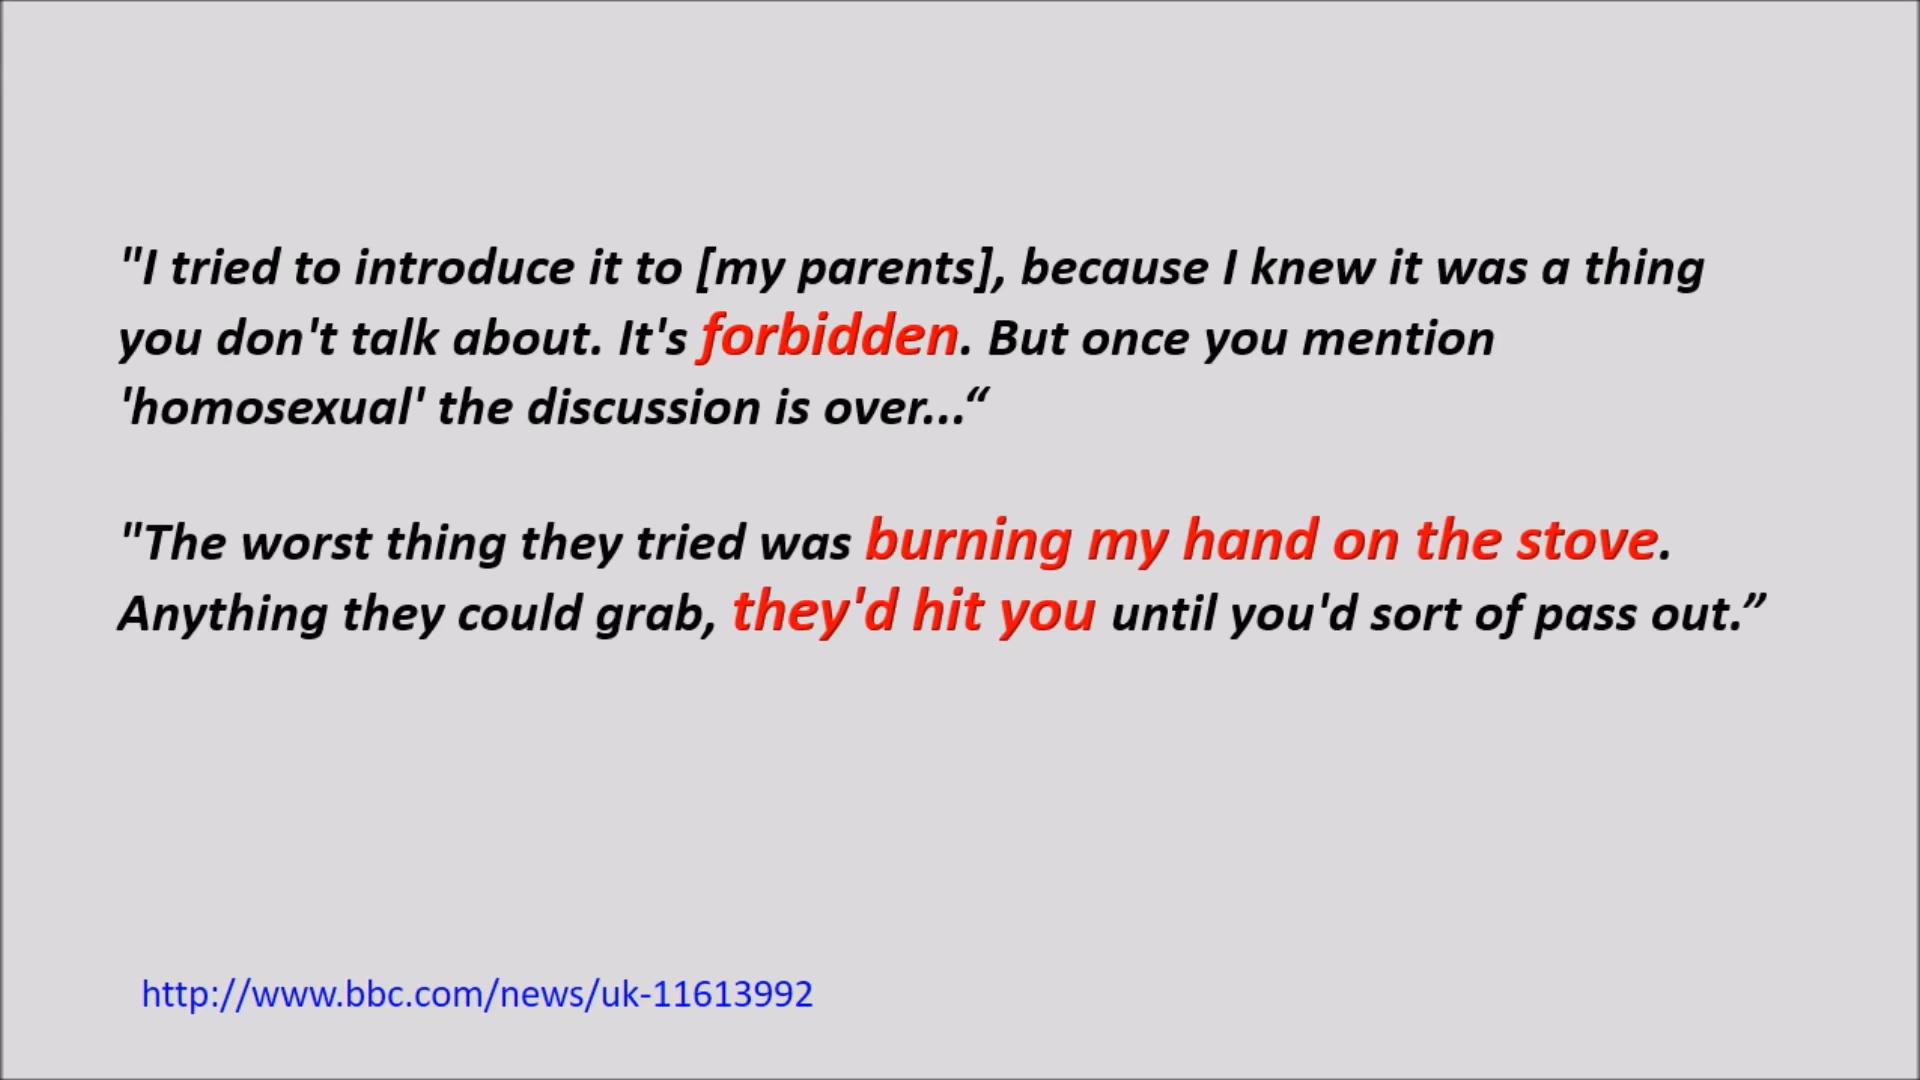 "I tried to introduce it to [my parents], because I knew it was a thing
you don't talk about. It's forbidden. But once you mention
'homosexual' the discussion is over...“
"The worst thing they tried was burning my hand on the stove.
Anything they could grab, they'd hit you until you'd sort of pass out.”
http://www.bbc.com/news/uk-11613992